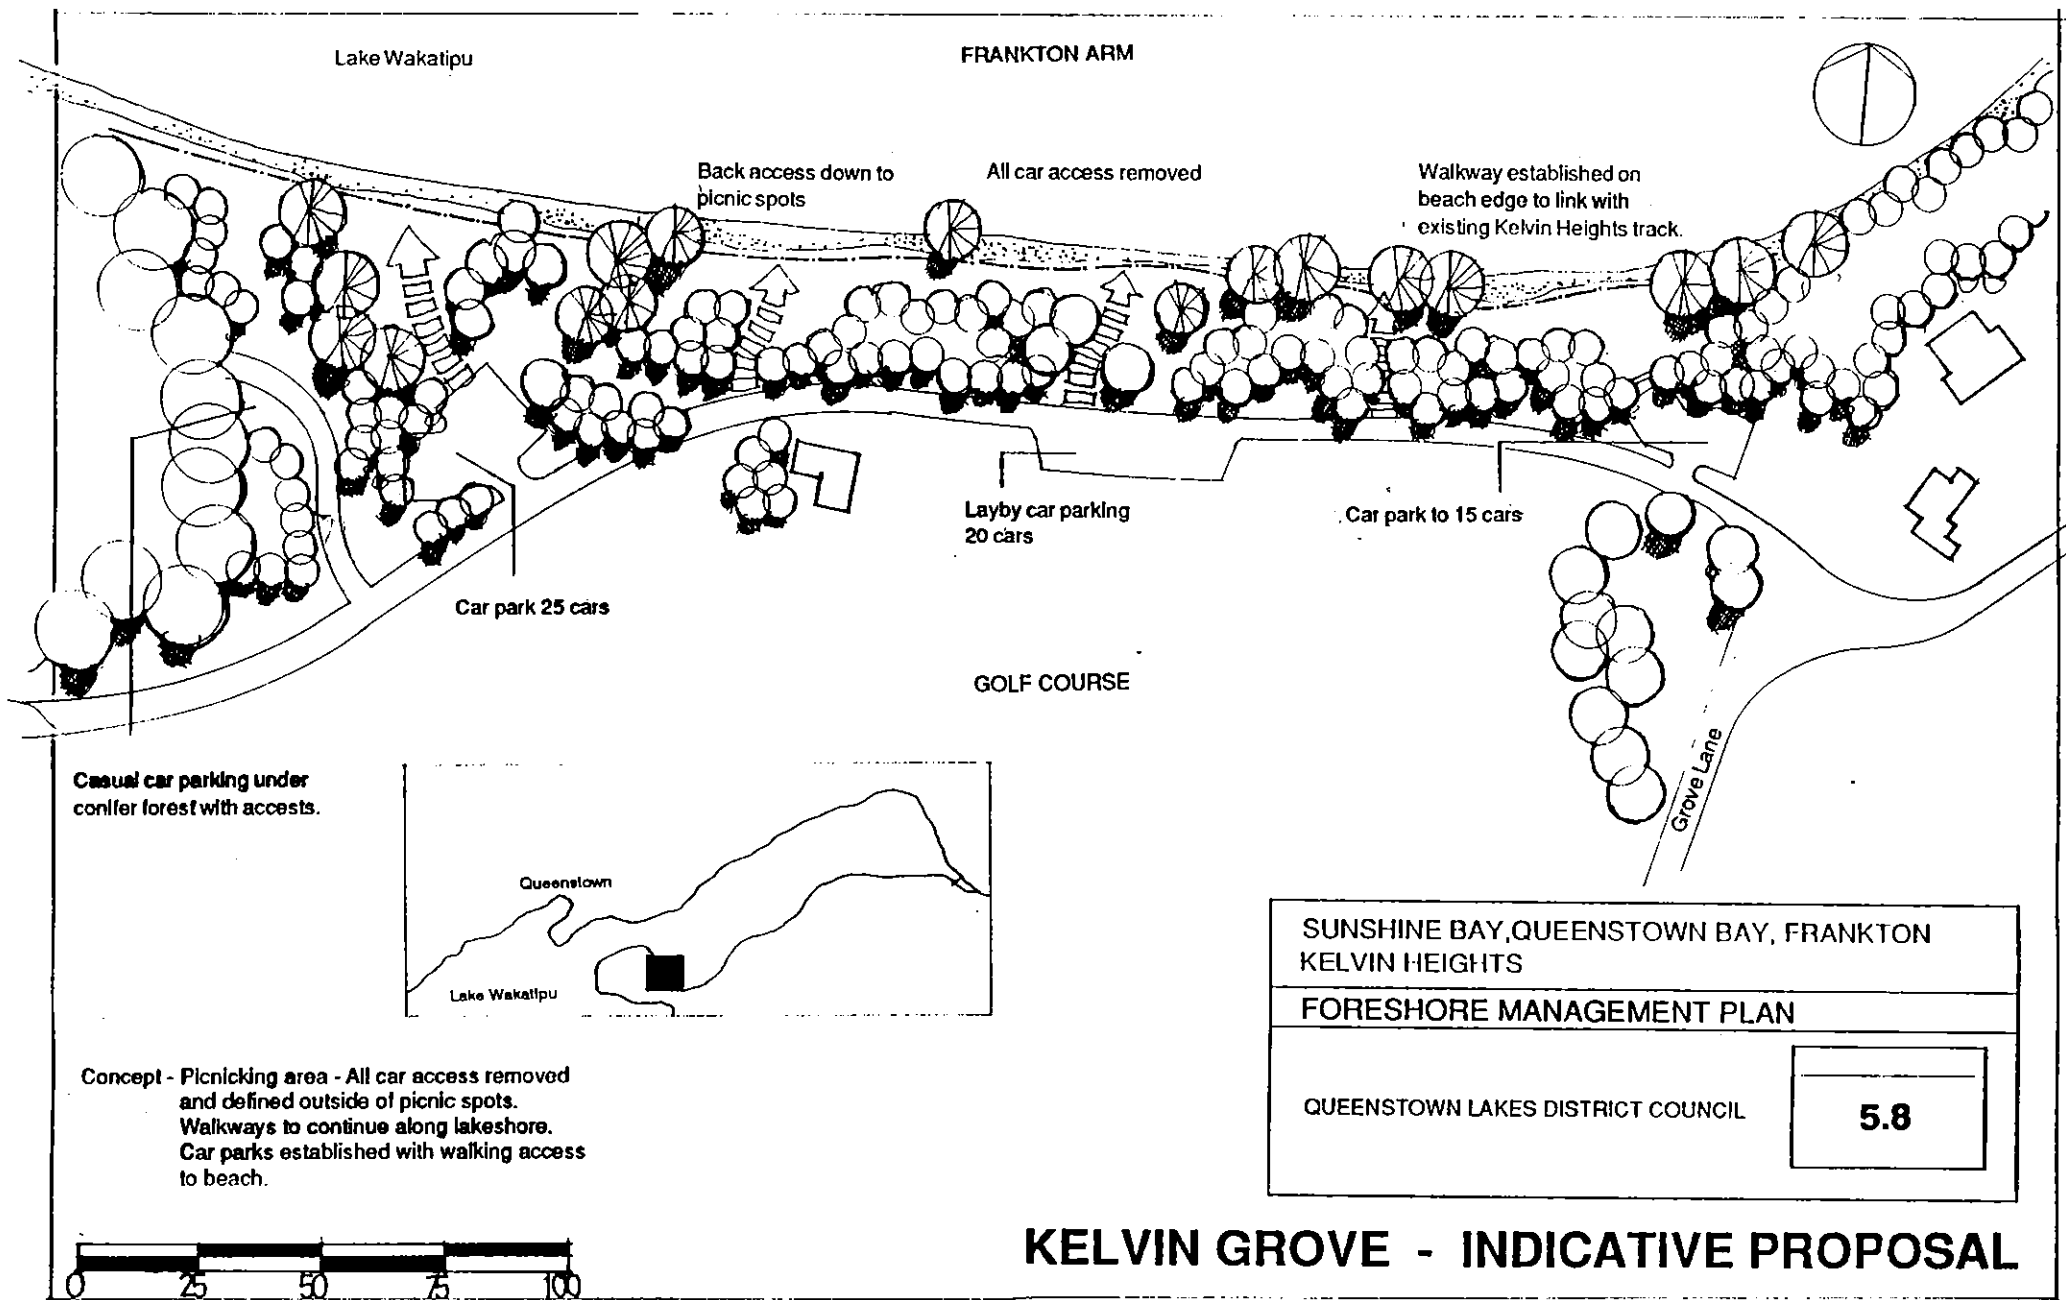 Lake Wakatipu
FRANKTON ARM
Back access down to
picnic spots
All car access removed
Walkway established on
beach edge to link with
existing Kelvin Heights track.
Layby car parking
20 cars
Car park to 15 cars
Car park 25 cars
GOLF COURSE
Grove Lane
Casual car parking under
conifer forest with accests.
Queenstown
Lake Wakatipu
Concept - Picnicking area - All car access removed
and defined outside of picnic spots.
Walkways to continue along lakeshore.
Car parks established with walking access
to beach.
SUNSHINE BAY,QUEENSTOWN BAY, FRANKTON
KELVIN HEIGHTS
FORESHORE MANAGEMENT PLAN
QUEENSTOWN LAKES DISTRICT COUNCIL
5.8
0 25 50 75 100
KELVIN GROVE - INDICATIVE PROPOSAL